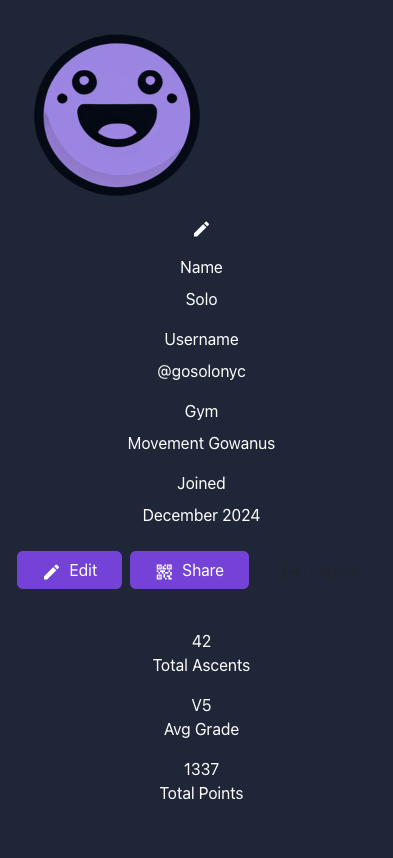 Name
Solo
Username
@gosolonyc
Gym
Movement Gowanus
Joined
December 2024
Edit
Share
42
Total Ascents
V5
Avg Grade
1337
Total Points